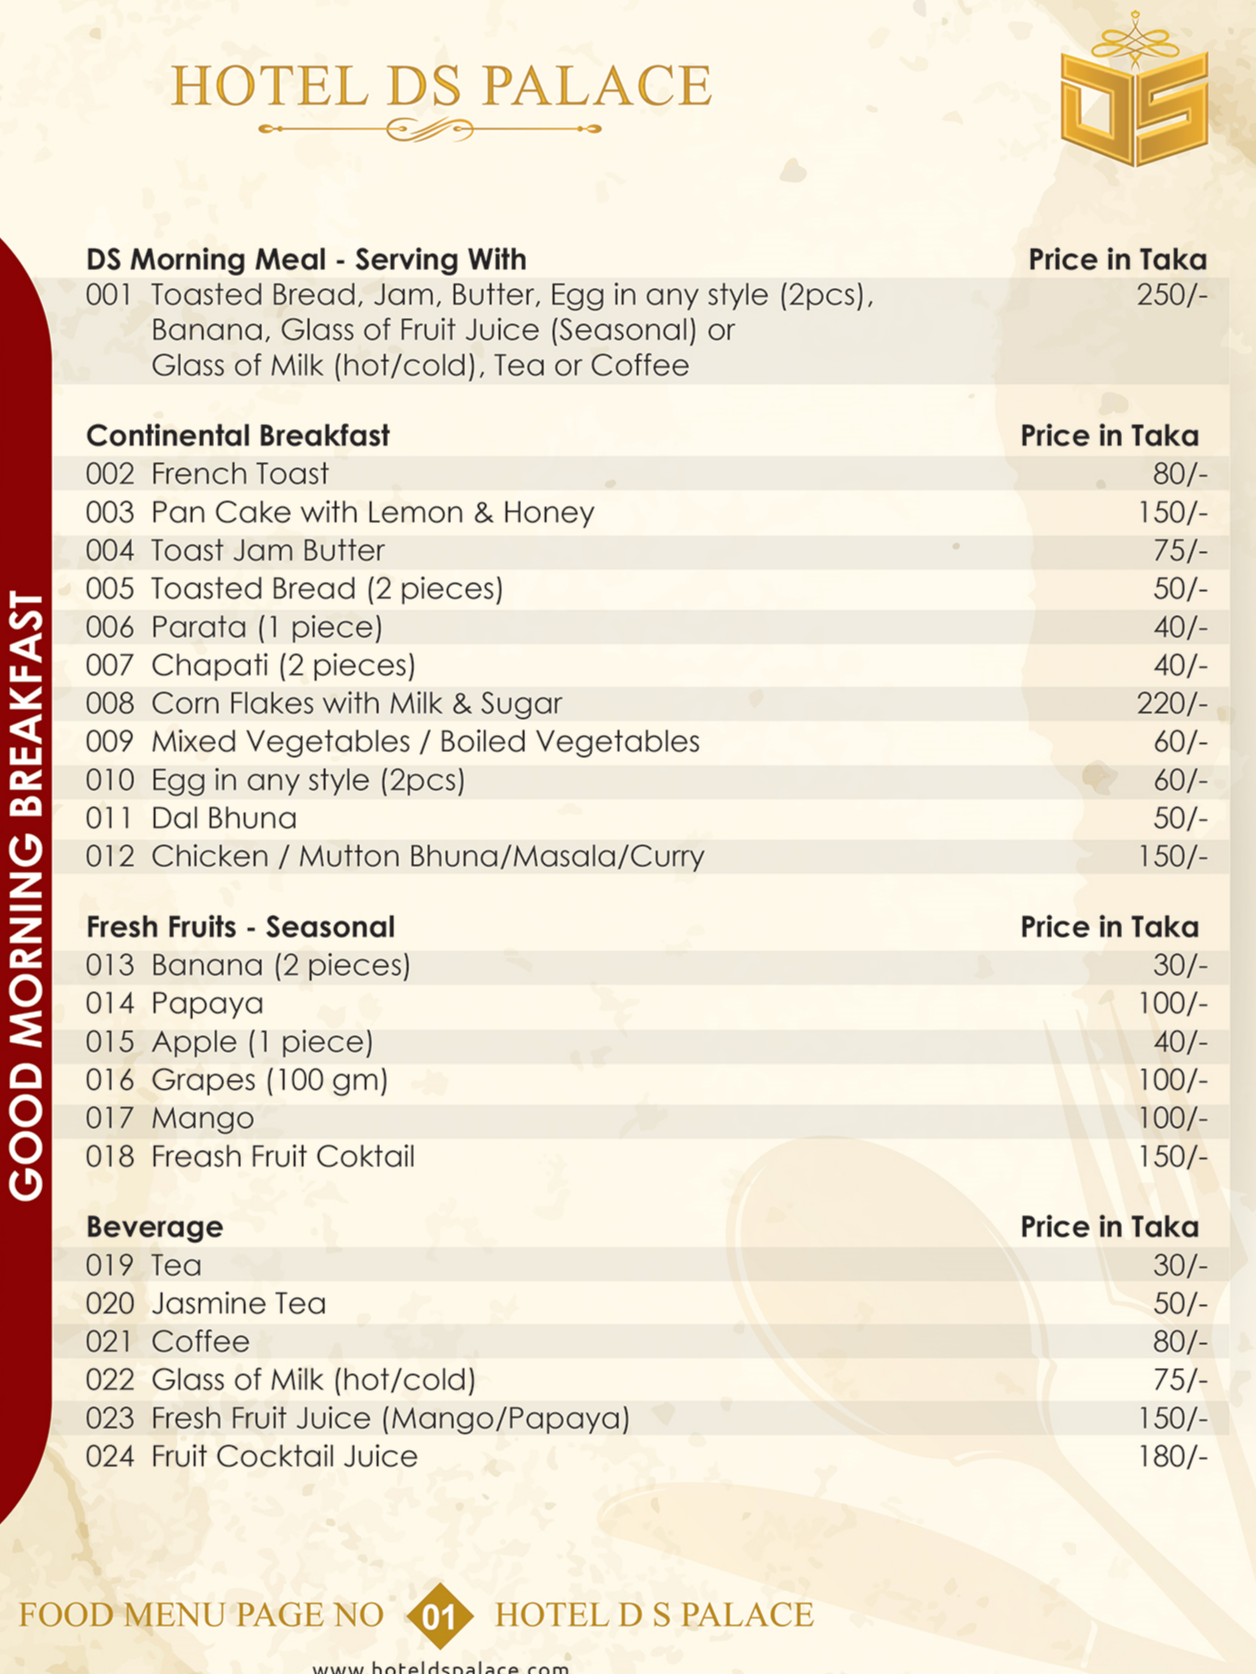 HOTEL DS PALACE
DS
DS Morning Meal - Serving With Price in Taka
001 Toasted Bread, Jam, Butter, Egg in any style (2pcs), 250/-
Banana, Glass of Fruit Juice (Seasonal) or
Glass of Milk (hot/cold), Tea or Coffee
Continental Breakfast Price in Taka
002 French Toast 80/-
003 Pan Cake with Lemon & Honey 150/-
004 Toast Jam Butter 75/-
005 Toasted Bread (2 pieces) 50/-
006 Parata (1 piece) 40/-
007 Chapati (2 pieces) 40/-
008 Corn Flakes with Milk & Sugar 220/-
009 Mixed Vegetables / Boiled Vegetables 60/-
010 Egg in any style (2pcs) 60/-
011 Dal Bhuna 50/-
012 Chicken / Mutton Bhuna/Masala/Curry 150/-
Fresh Fruits - Seasonal Price in Taka
013 Banana (2 pieces) 30/-
014 Papaya 100/-
015 Apple (1 piece) 40/-
016 Grapes (100 gm) 100/-
017 Mango 100/-
018 Freash Fruit Coktail 150/-
Beverage Price in Taka
019 Tea 30/-
020 Jasmine Tea 50/-
021 Coffee 80/-
022 Glass of Milk (hot/cold) 75/-
023 Fresh Fruit Juice (Mango/Papaya) 150/-
024 Fruit Cocktail Juice 180/-
GOOD MORNING BREAKFAST
FOOD MENU PAGE NO 01 HOTEL D S PALACE
www.hoteldspalace.com